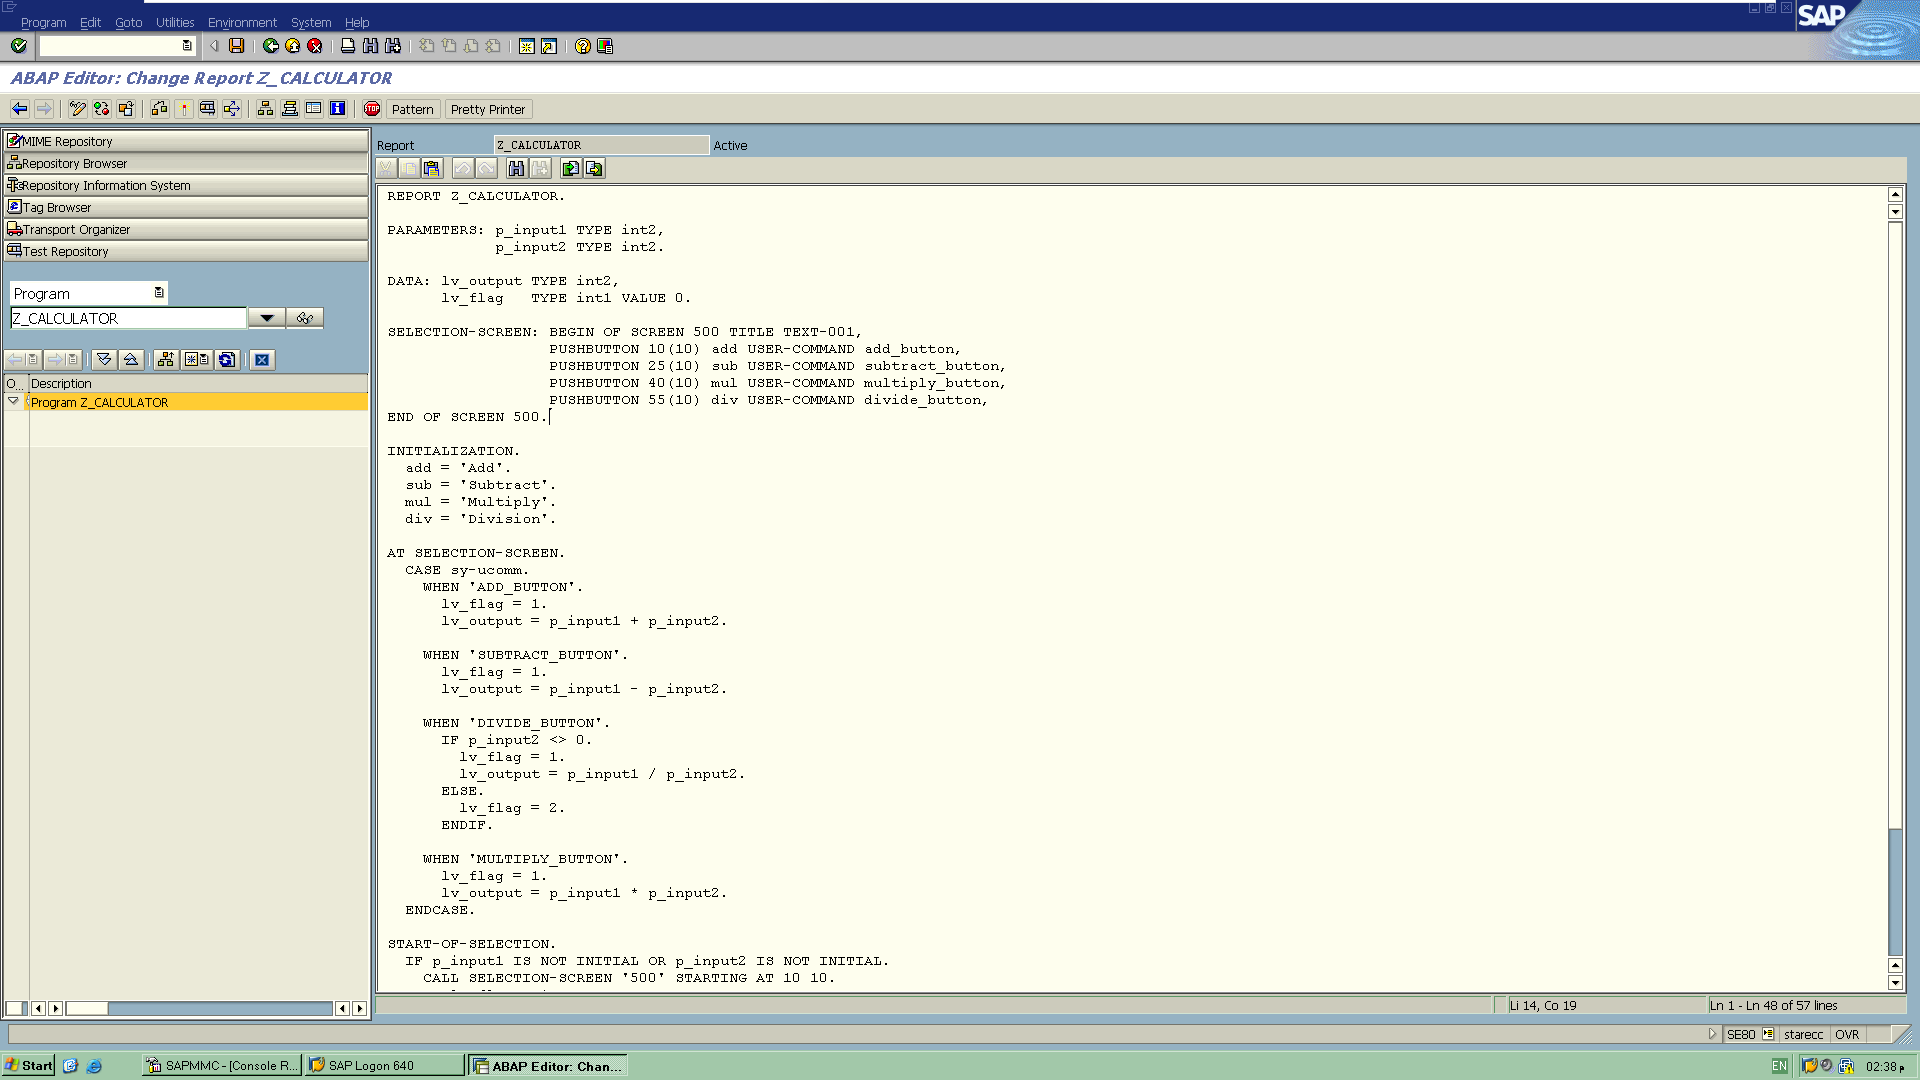 Program Edit Goto Utilities Environment System Help
SAP
ABAP Editor: Change Report Z_CALCULATOR
STOP Pattern Pretty Printer
MIME Repository
Repository Browser
Repository Information System
Tag Browser
Transport Organizer
Test Repository
Program
Z_CALCULATOR
O... Description
Program Z_CALCULATOR
Report Z_CALCULATOR Active
REPORT Z_CALCULATOR.
PARAMETERS: p_input1 TYPE int2,
p_input2 TYPE int2.
DATA: lv_output TYPE int2,
lv_flag TYPE int1 VALUE 0.
SELECTION-SCREEN: BEGIN OF SCREEN 500 TITLE TEXT-001,
PUSHBUTTON 10(10) add USER-COMMAND add_button,
PUSHBUTTON 25(10) sub USER-COMMAND subtract_button,
PUSHBUTTON 40(10) mul USER-COMMAND multiply_button,
PUSHBUTTON 55(10) div USER-COMMAND divide_button,
END OF SCREEN 500.
INITIALIZATION.
add = 'Add'.
sub = 'Subtract'.
mul = 'Multiply'.
div = 'Division'.
AT SELECTION-SCREEN.
CASE sy-ucomm.
WHEN 'ADD_BUTTON'.
lv_flag = 1.
lv_output = p_input1 + p_input2.
WHEN 'SUBTRACT_BUTTON'.
lv_flag = 1.
lv_output = p_input1 - p_input2.
WHEN 'DIVIDE_BUTTON'.
IF p_input2 <> 0.
lv_flag = 1.
lv_output = p_input1 / p_input2.
ELSE.
lv_flag = 2.
ENDIF.
WHEN 'MULTIPLY_BUTTON'.
lv_flag = 1.
lv_output = p_input1 * p_input2.
ENDCASE.
START-OF-SELECTION.
IF p_input1 IS NOT INITIAL OR p_input2 IS NOT INITIAL.
CALL SELECTION-SCREEN '500' STARTING AT 10 10.
Li 14, Co 19 Ln 1 - Ln 48 of 57 lines
SE80 starecc OVR
Start SAPMMC - [Console R... SAP Logon 640 ABAP Editor: Chan... EN 02:38 م